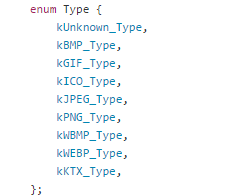 enum Type {
    kUnknown_Type,
    kBMP_Type,
    kGIF_Type,
    kICO_Type,
    kJPEG_Type,
    kPNG_Type,
    kWBMP_Type,
    kWEBP_Type,
    kKTX_Type,
};